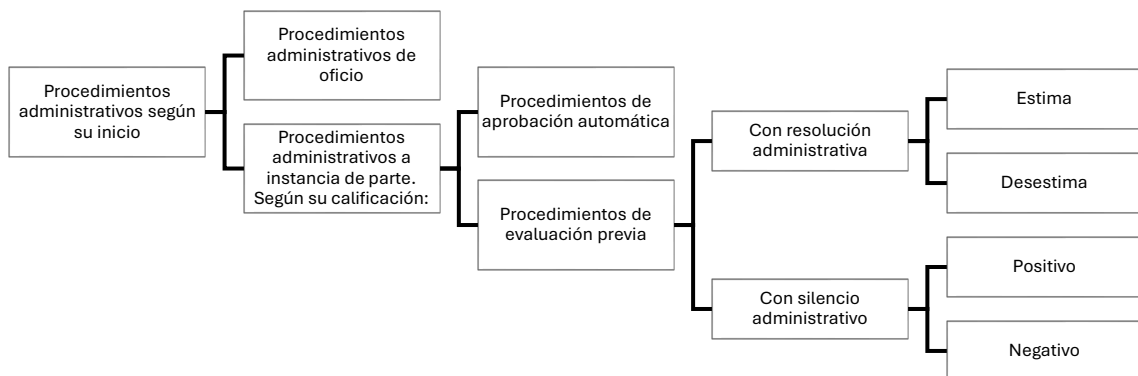 Procedimientos
administrativos según
su inicio
Procedimientos
administrativos de
oficio
Procedimientos
administrativos a
instancia de parte.
Según su calificación:
Procedimientos de
aprobación automática
Procedimientos de
evaluación previa
Con resolución
administrativa
Estima
Desestima
Con silencio
administrativo
Positivo
Negativo